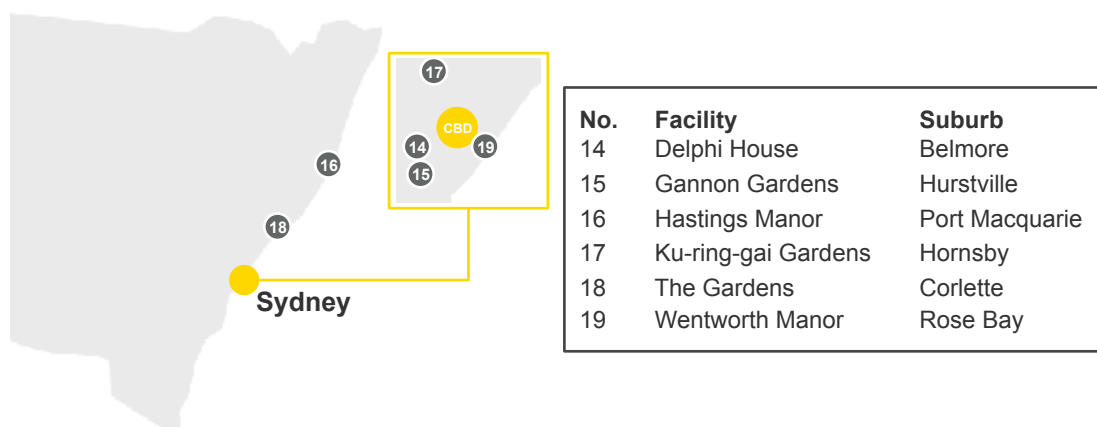 17
CBD
14
19
15
16
18
Sydney
No. Facility Suburb
14 Delphi House Belmore
15 Gannon Gardens Hurstville
16 Hastings Manor Port Macquarie
17 Ku-ring-gai Gardens Hornsby
18 The Gardens Corlette
19 Wentworth Manor Rose Bay